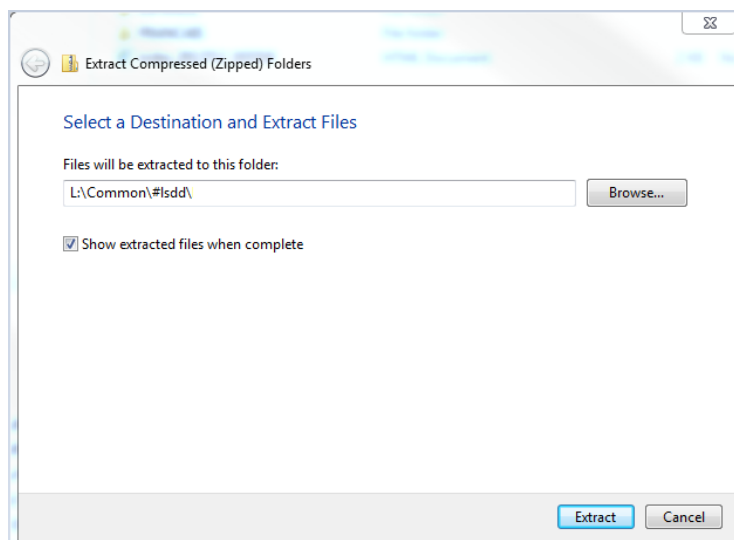 Extract Compressed (Zipped) Folders
Select a Destination and Extract Files
Files will be extracted to this folder:
L:\Common\#lsdd\
Browse...
Show extracted files when complete
Extract
Cancel